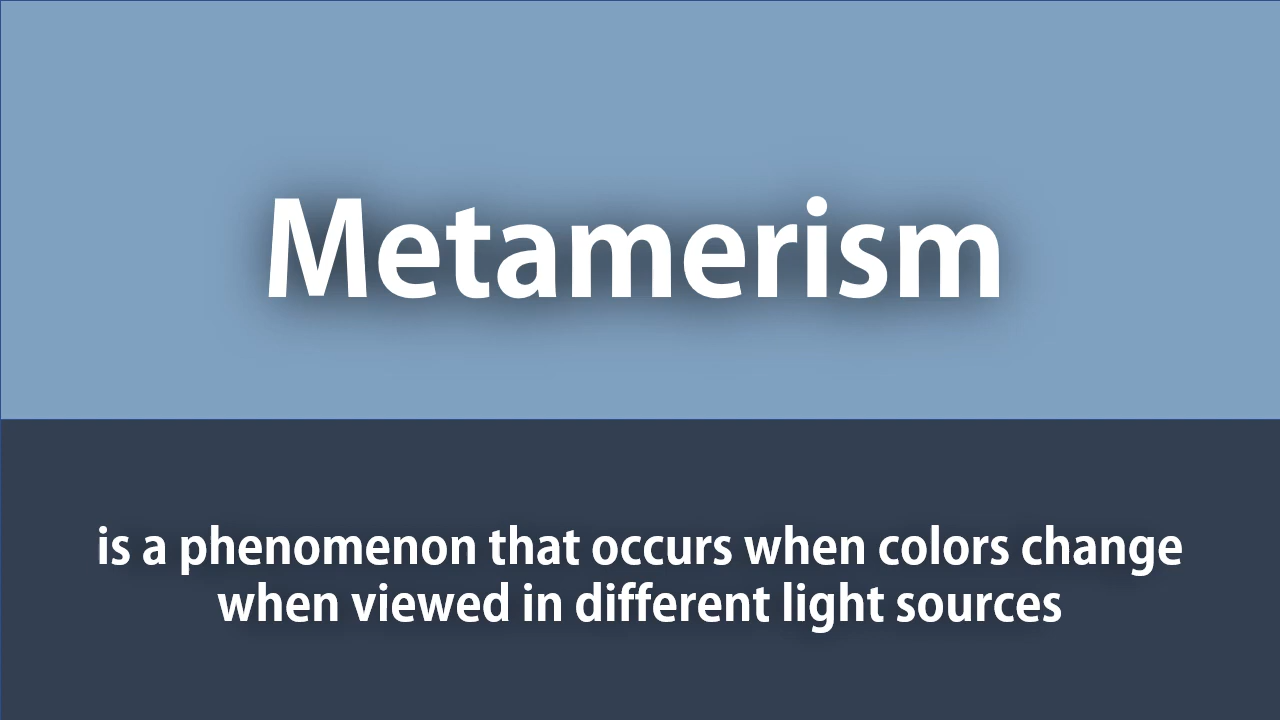 Metamerism
is a phenomenon that occurs when colors change
when viewed in different light sources